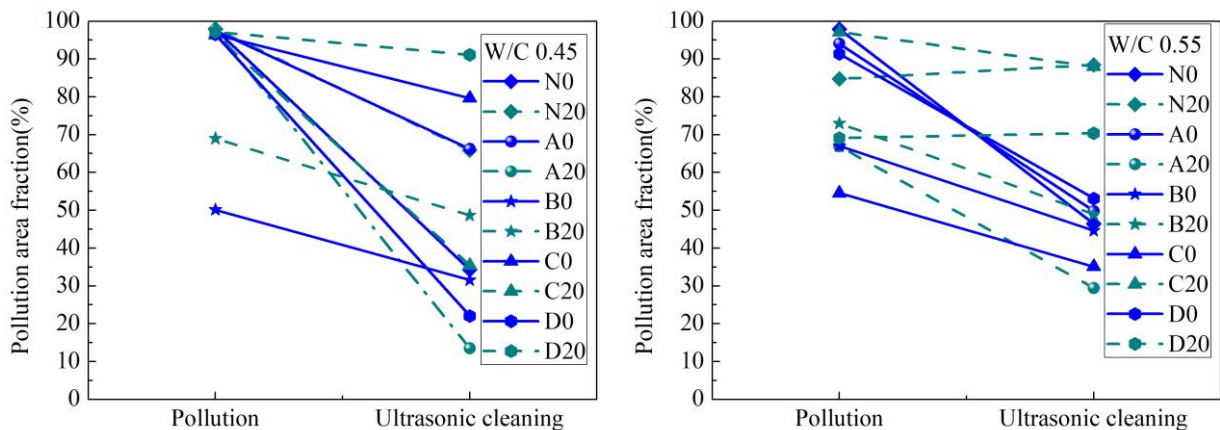 Pollution area fraction(%)
100
90
80
70
60
50
40
30
20
10
0
Pollution
Ultrasonic cleaning
W/C 0.45
N0
N20
A0
A20
B0
B20
C0
C20
D0
D20
Pollution area fraction(%)
100
90
80
70
60
50
40
30
20
10
0
Pollution
Ultrasonic cleaning
W/C 0.55
N0
N20
A0
A20
B0
B20
C0
C20
D0
D20